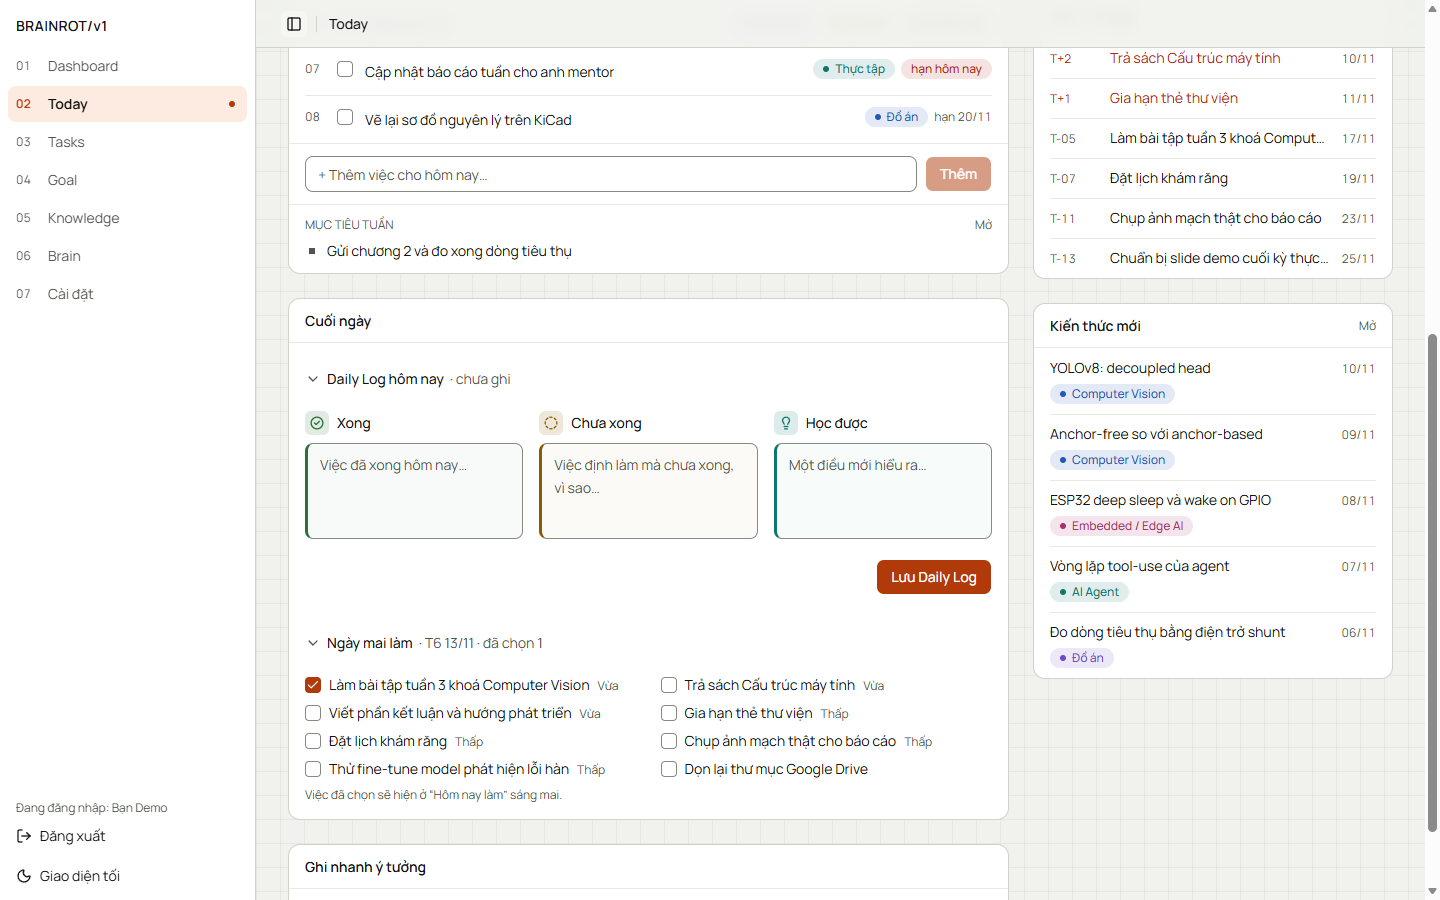 BRAINROT/v1
01 Dashboard
02 Today
03 Tasks
04 Goal
05 Knowledge
06 Brain
07 Cài đặt
Đang đăng nhập: Bạn Demo
Đăng xuất
Giao diện tối
Today
07 Cập nhật báo cáo tuần cho anh mentor Thực tập hạn hôm nay
08 Vẽ lại sơ đồ nguyên lý trên KiCad Đồ án hạn 20/11
+ Thêm việc cho hôm nay... Thêm
MỤC TIÊU TUẦN Mở
Gửi chương 2 và đo xong dòng tiêu thụ
Cuối ngày
Daily Log hôm nay · chưa ghi
Xong
Việc đã xong hôm nay...
Chưa xong
Việc định làm mà chưa xong,
vì sao...
Học được
Một điều mới hiểu ra...
Lưu Daily Log
Ngày mai làm · T6 13/11 · đã chọn 1
Làm bài tập tuần 3 khoá Computer Vision Vừa
Trả sách Cấu trúc máy tính Vừa
Viết phần kết luận và hướng phát triển Vừa
Gia hạn thẻ thư viện Thấp
Đặt lịch khám răng Thấp
Chụp ảnh mạch thật cho báo cáo Thấp
Thử fine-tune model phát hiện lỗi hàn Thấp
Dọn lại thư mục Google Drive
Việc đã chọn sẽ hiện ở “Hôm nay làm” sáng mai.
Ghi nhanh ý tưởng
T+2 Trả sách Cấu trúc máy tính 10/11
T+1 Gia hạn thẻ thư viện 11/11
T-05 Làm bài tập tuần 3 khoá Comput... 17/11
T-07 Đặt lịch khám răng 19/11
T-11 Chụp ảnh mạch thật cho báo cáo 23/11
T-13 Chuẩn bị slide demo cuối kỳ thực... 25/11
Kiến thức mới Mở
YOLOv8: decoupled head 10/11
Computer Vision
Anchor-free so với anchor-based 09/11
Computer Vision
ESP32 deep sleep và wake on GPIO 08/11
Embedded / Edge AI
Vòng lặp tool-use của agent 07/11
AI Agent
Đo dòng tiêu thụ bằng điện trở shunt 06/11
Đồ án